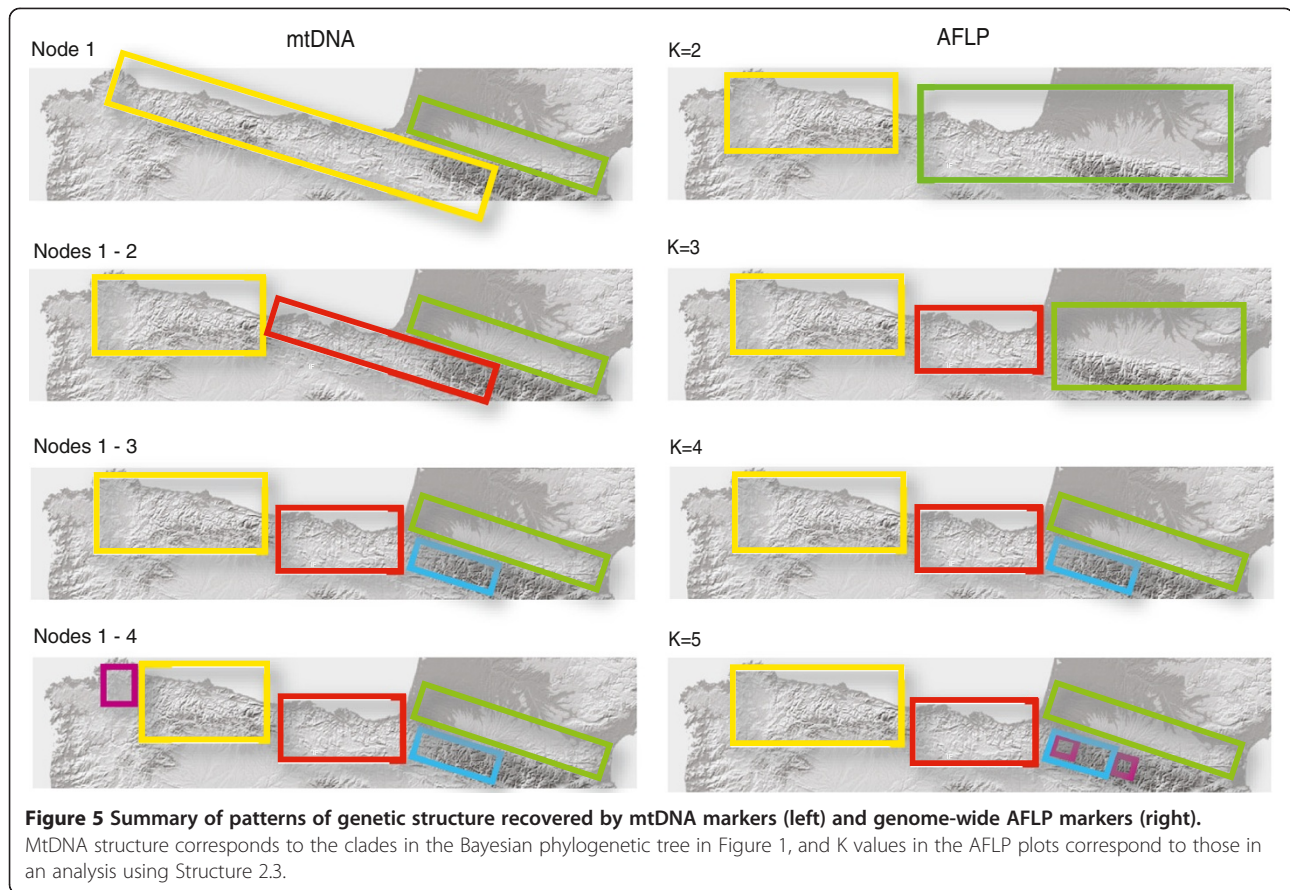 mtDNA
AFLP
Node 1
K=2
Nodes 1 - 2
K=3
Nodes 1 - 3
K=4
Nodes 1 - 4
K=5
Figure 5 Summary of patterns of genetic structure recovered by mtDNA markers (left) and genome-wide AFLP markers (right).
MtDNA structure corresponds to the clades in the Bayesian phylogenetic tree in Figure 1, and K values in the AFLP plots correspond to those in
an analysis using Structure 2.3.